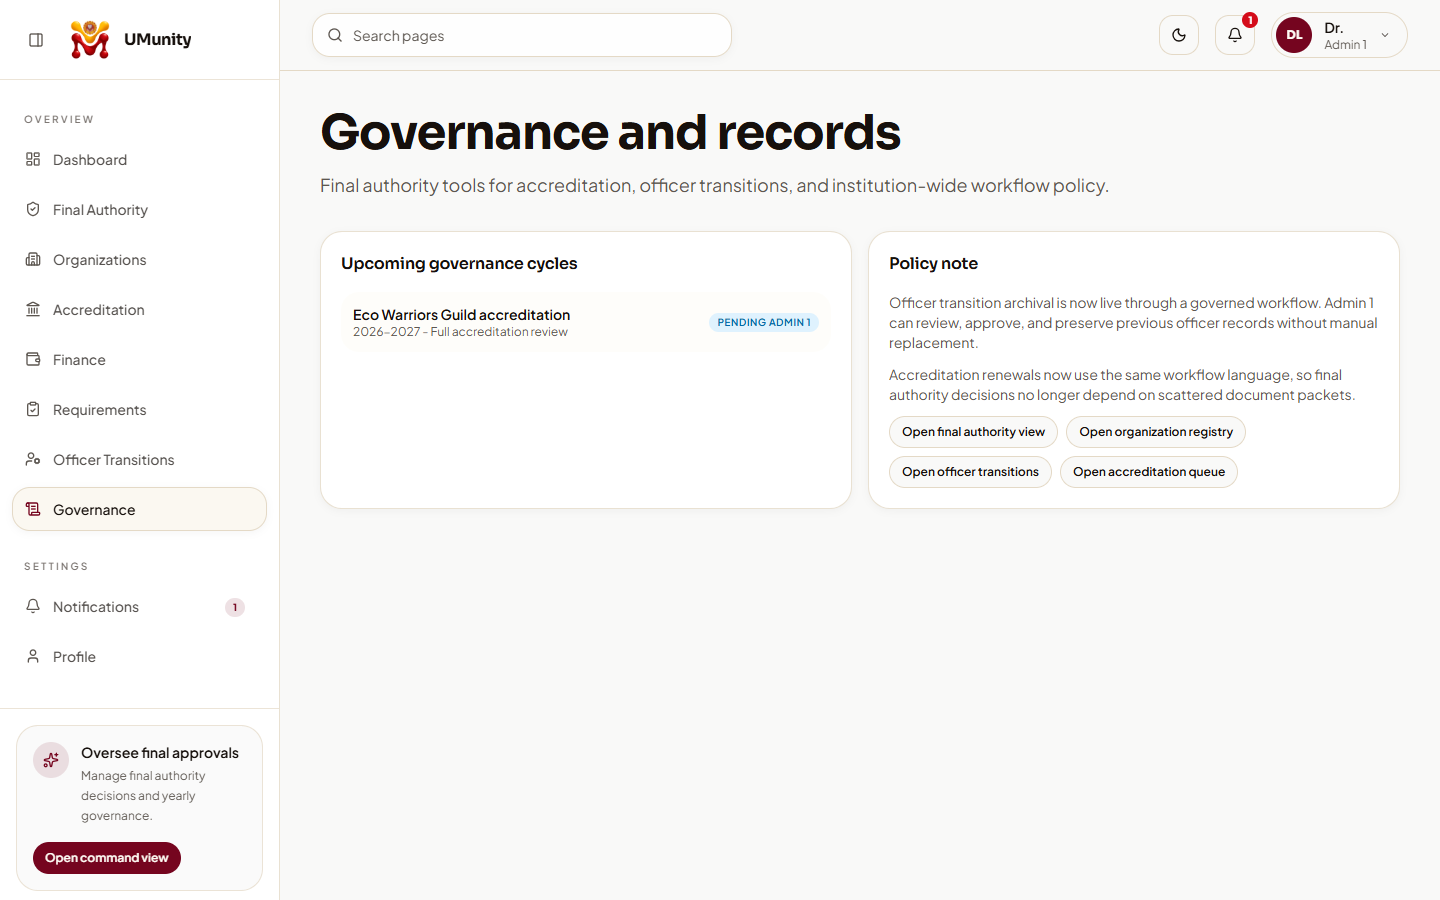 UMunity
Search pages
1
DL
Dr.
Admin 1
OVERVIEW
Dashboard
Final Authority
Organizations
Accreditation
Finance
Requirements
Officer Transitions
Governance
SETTINGS
Notifications
1
Profile
Oversee final approvals
Manage final authority
decisions and yearly
governance.
Open command view
Governance and records
Final authority tools for accreditation, officer transitions, and institution-wide workflow policy.
Upcoming governance cycles
Eco Warriors Guild accreditation
2026–2027 - Full accreditation review
PENDING ADMIN 1
Policy note
Officer transition archival is now live through a governed workflow. Admin 1
can review, approve, and preserve previous officer records without manual
replacement.
Accreditation renewals now use the same workflow language, so final
authority decisions no longer depend on scattered document packets.
Open final authority view
Open organization registry
Open officer transitions
Open accreditation queue